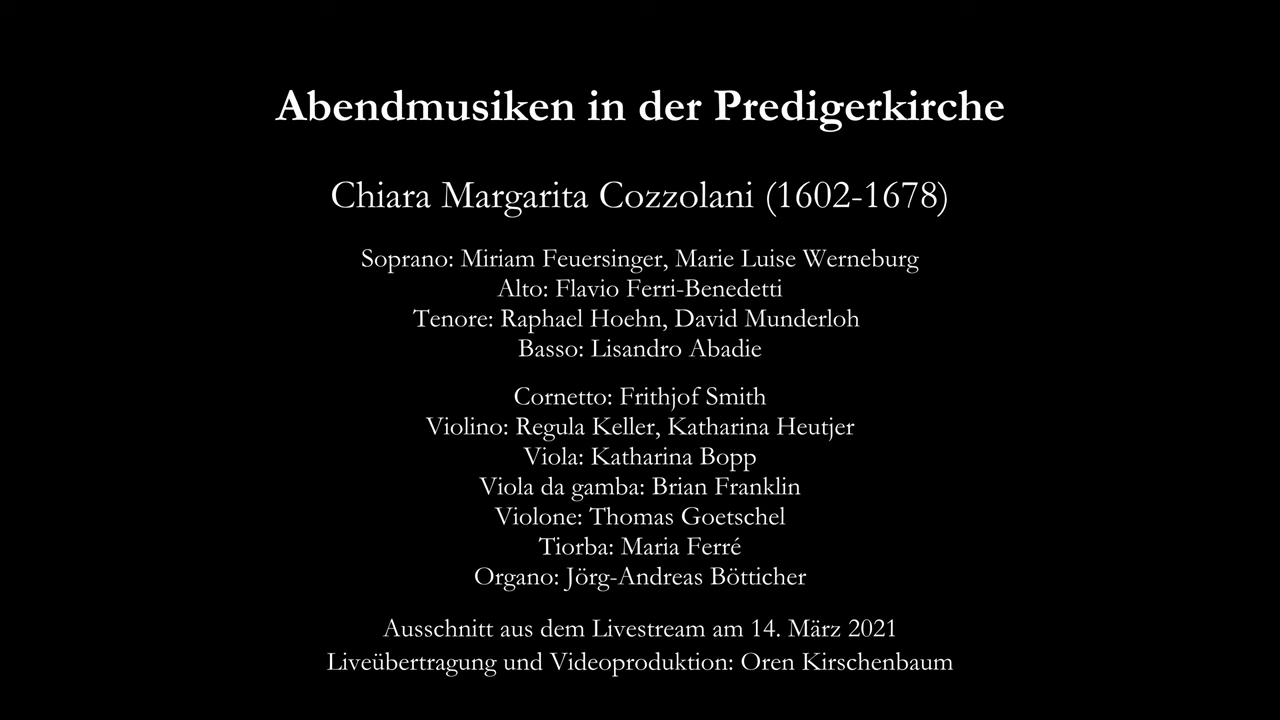 Abendmusiken in der Predigerkirche
Chiara Margarita Cozzolani (1602-1678)
Soprano: Miriam Feuersinger, Marie Luise Werneburg
Alto: Flavio Ferri-Benedetti
Tenore: Raphael Hoehn, David Munderloh
Basso: Lisandro Abadie
Cornetto: Frithjof Smith
Violino: Regula Keller, Katharina Heutjer
Viola: Katharina Bopp
Viola da gamba: Brian Franklin
Violone: Thomas Goetschel
Tiorba: Maria Ferré
Organo: Jörg-Andreas Bötticher
Ausschnitt aus dem Livestream am 14. März 2021
Liveübertragung und Videoproduktion: Oren Kirschenbaum